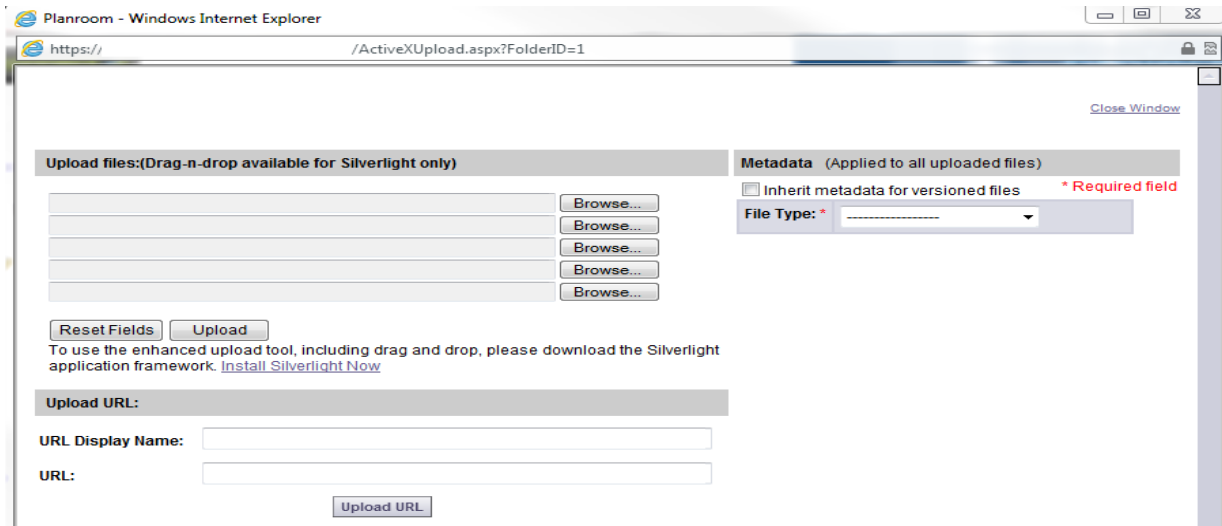 Planroom - Windows Internet Explorer
https:// /ActiveXUpload.aspx?FolderID=1
Close Window
Upload files:(Drag-n-drop available for Silverlight only)
Browse...
Browse...
Browse...
Browse...
Browse...
Reset Fields Upload
To use the enhanced upload tool, including drag and drop, please download the Silverlight
application framework. Install Silverlight Now
Metadata (Applied to all uploaded files)
Inherit metadata for versioned files * Required field
File Type: * -----------------
Upload URL:
URL Display Name:
URL:
Upload URL